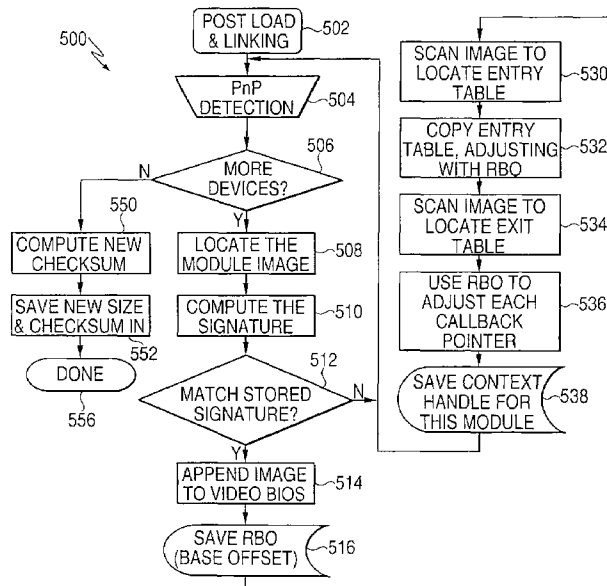 500
POST LOAD
& LINKING
502
PnP
DETECTION
504
MORE
DEVICES?
506
N
Y
550
COMPUTE NEW
CHECKSUM
SAVE NEW SIZE
& CHECKSUM IN
552
DONE
556
LOCATE THE
MODULE IMAGE
508
COMPUTE THE
SIGNATURE
510
512
MATCH STORED
SIGNATURE?
N
Y
APPEND IMAGE
TO VIDEO BIOS
514
SAVE RBO
(BASE OFFSET)
516
SCAN IMAGE TO
LOCATE ENTRY
TABLE
530
COPY ENTRY
TABLE, ADJUSTING
WITH RBO
532
SCAN IMAGE TO
LOCATE EXIT
TABLE
534
USE RBO TO
ADJUST EACH
CALLBACK
POINTER
536
SAVE CONTEXT
HANDLE FOR
THIS MODULE
538